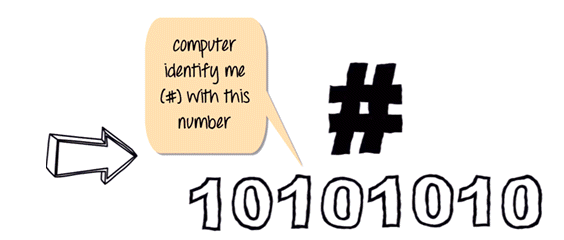 computer
identify me
(#) with this
number
#
10101010